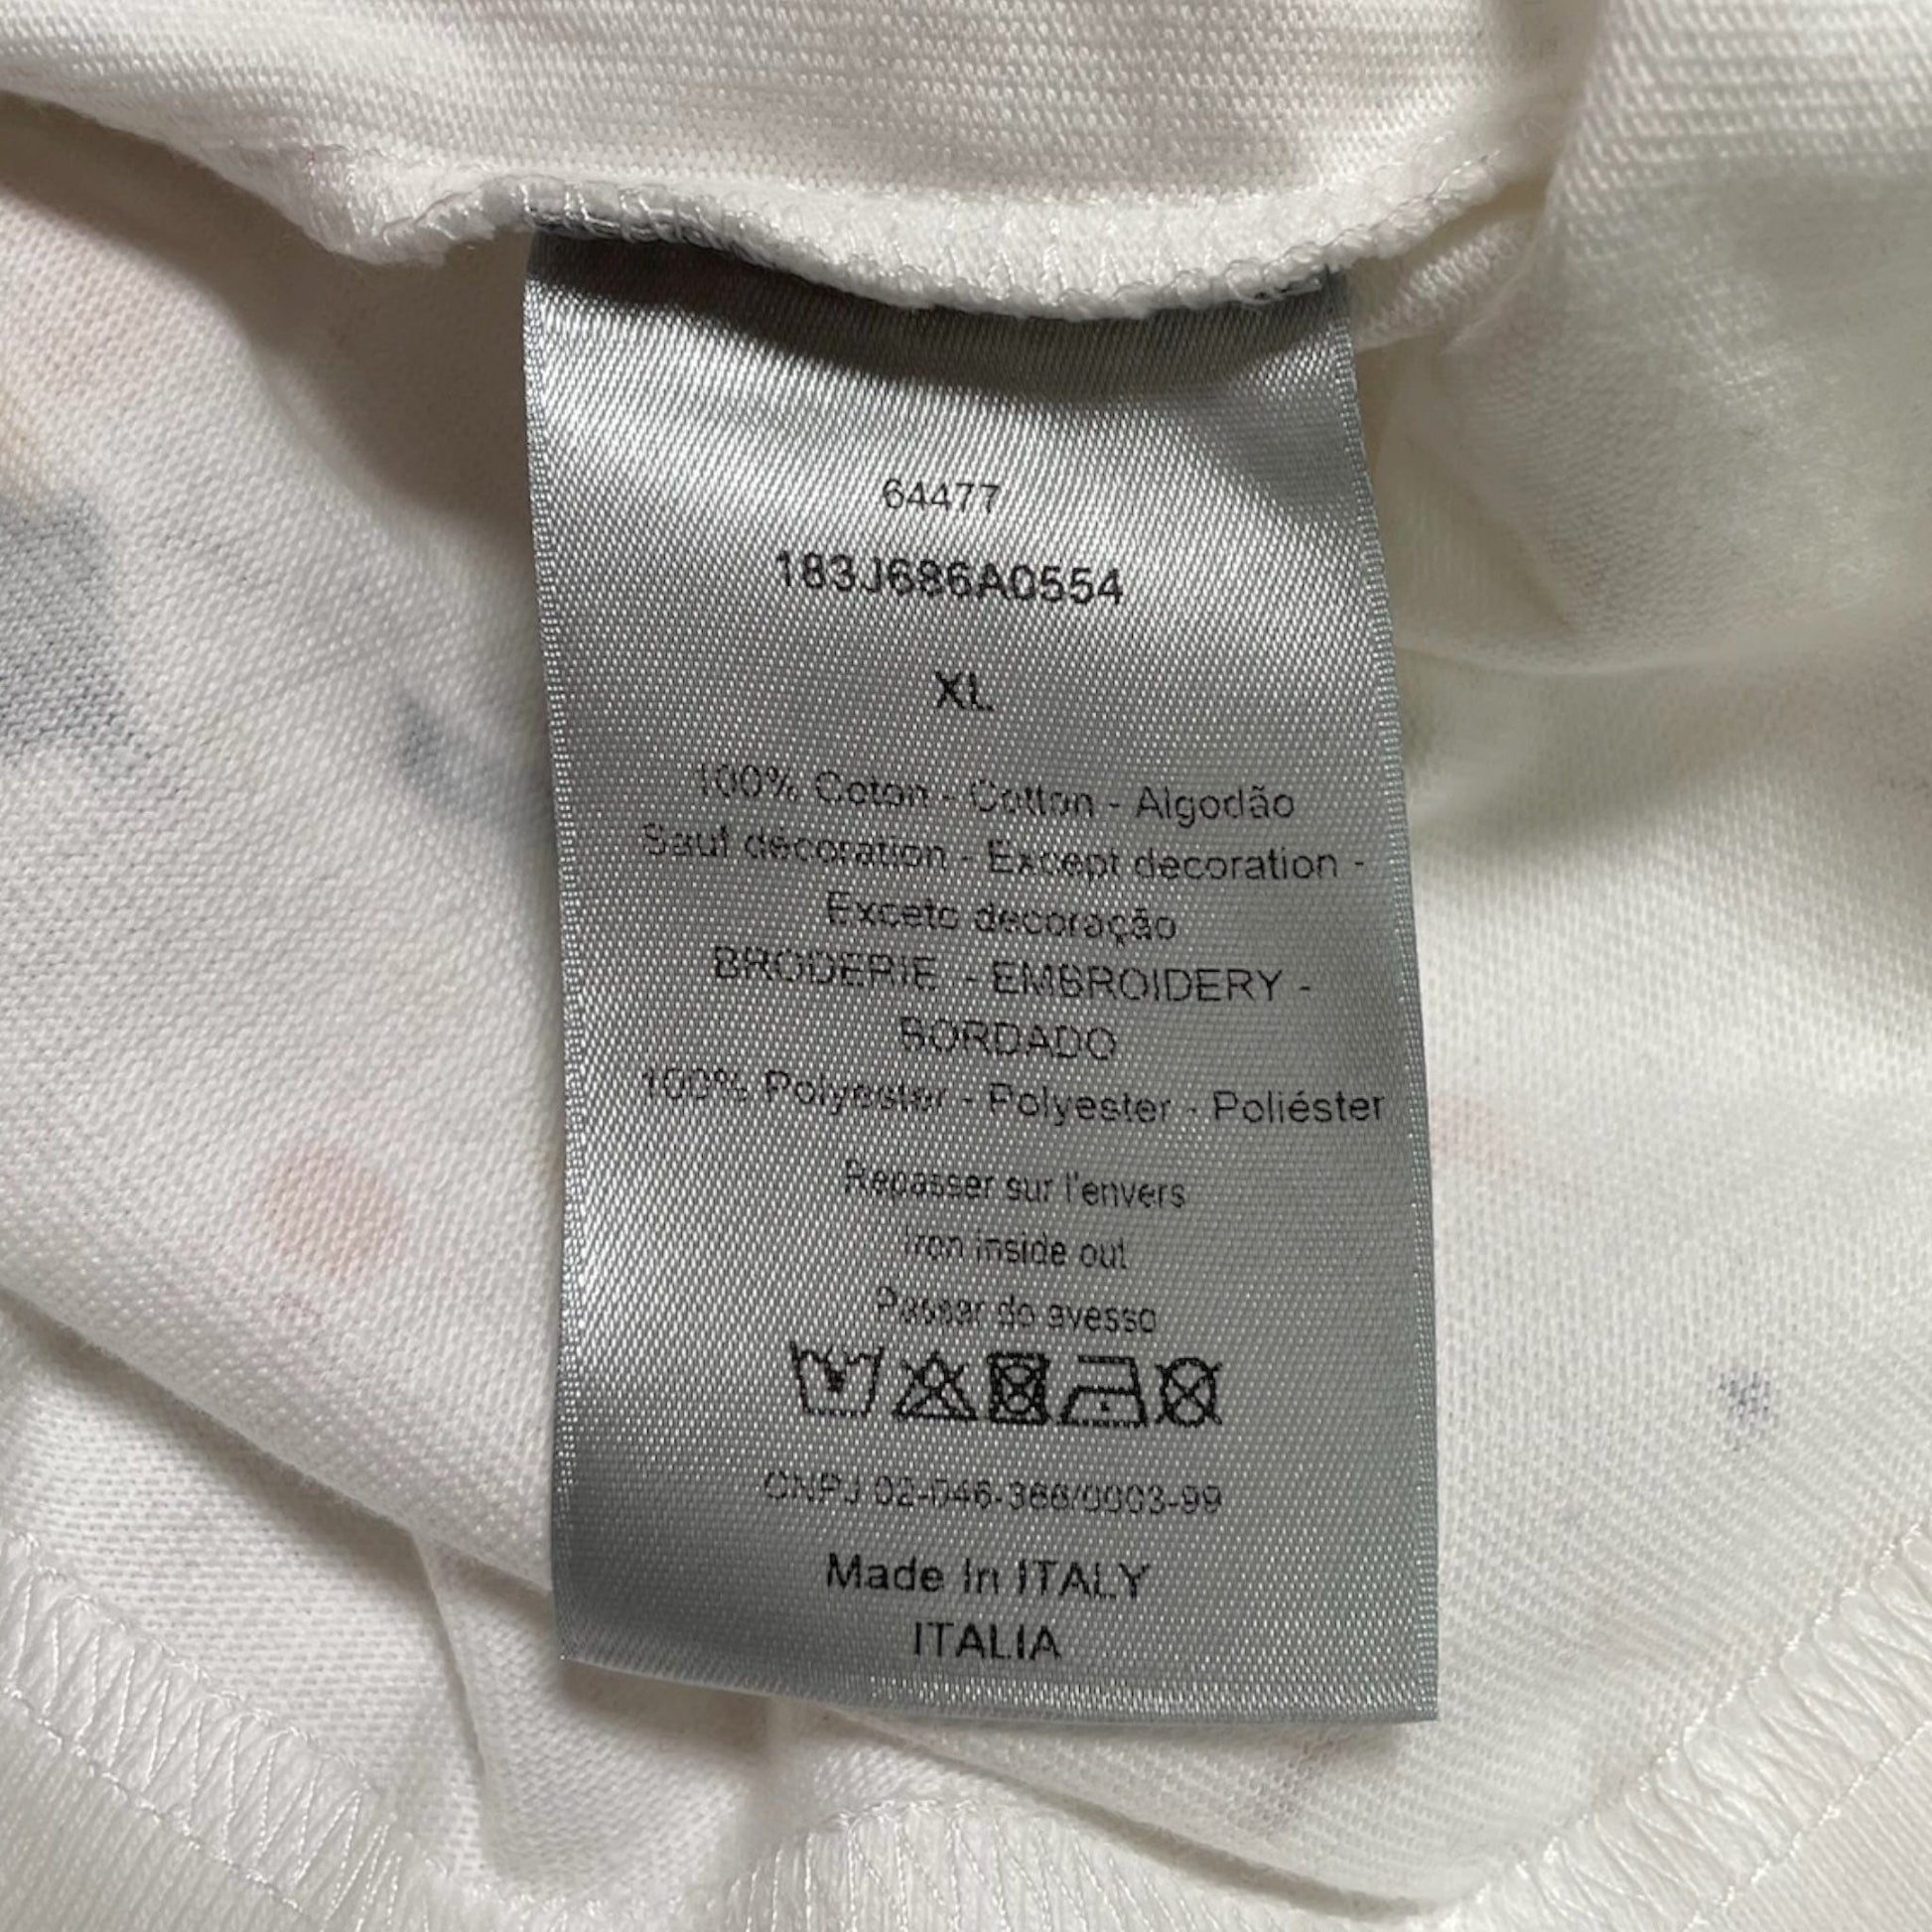 64477
183J686A0554
XL
100% Coton - Cotton - Algodão
Sauf décoration - Except decoration -
Exceto decoração
BRODERIE - EMBROIDERY -
BORDADO
100% Polyester - Polyester - Poliéster
Repasser sur l'envers
Iron inside out
Passar do avesso
CNPJ 02-046-366/0003-99
Made In ITALY
ITALIA